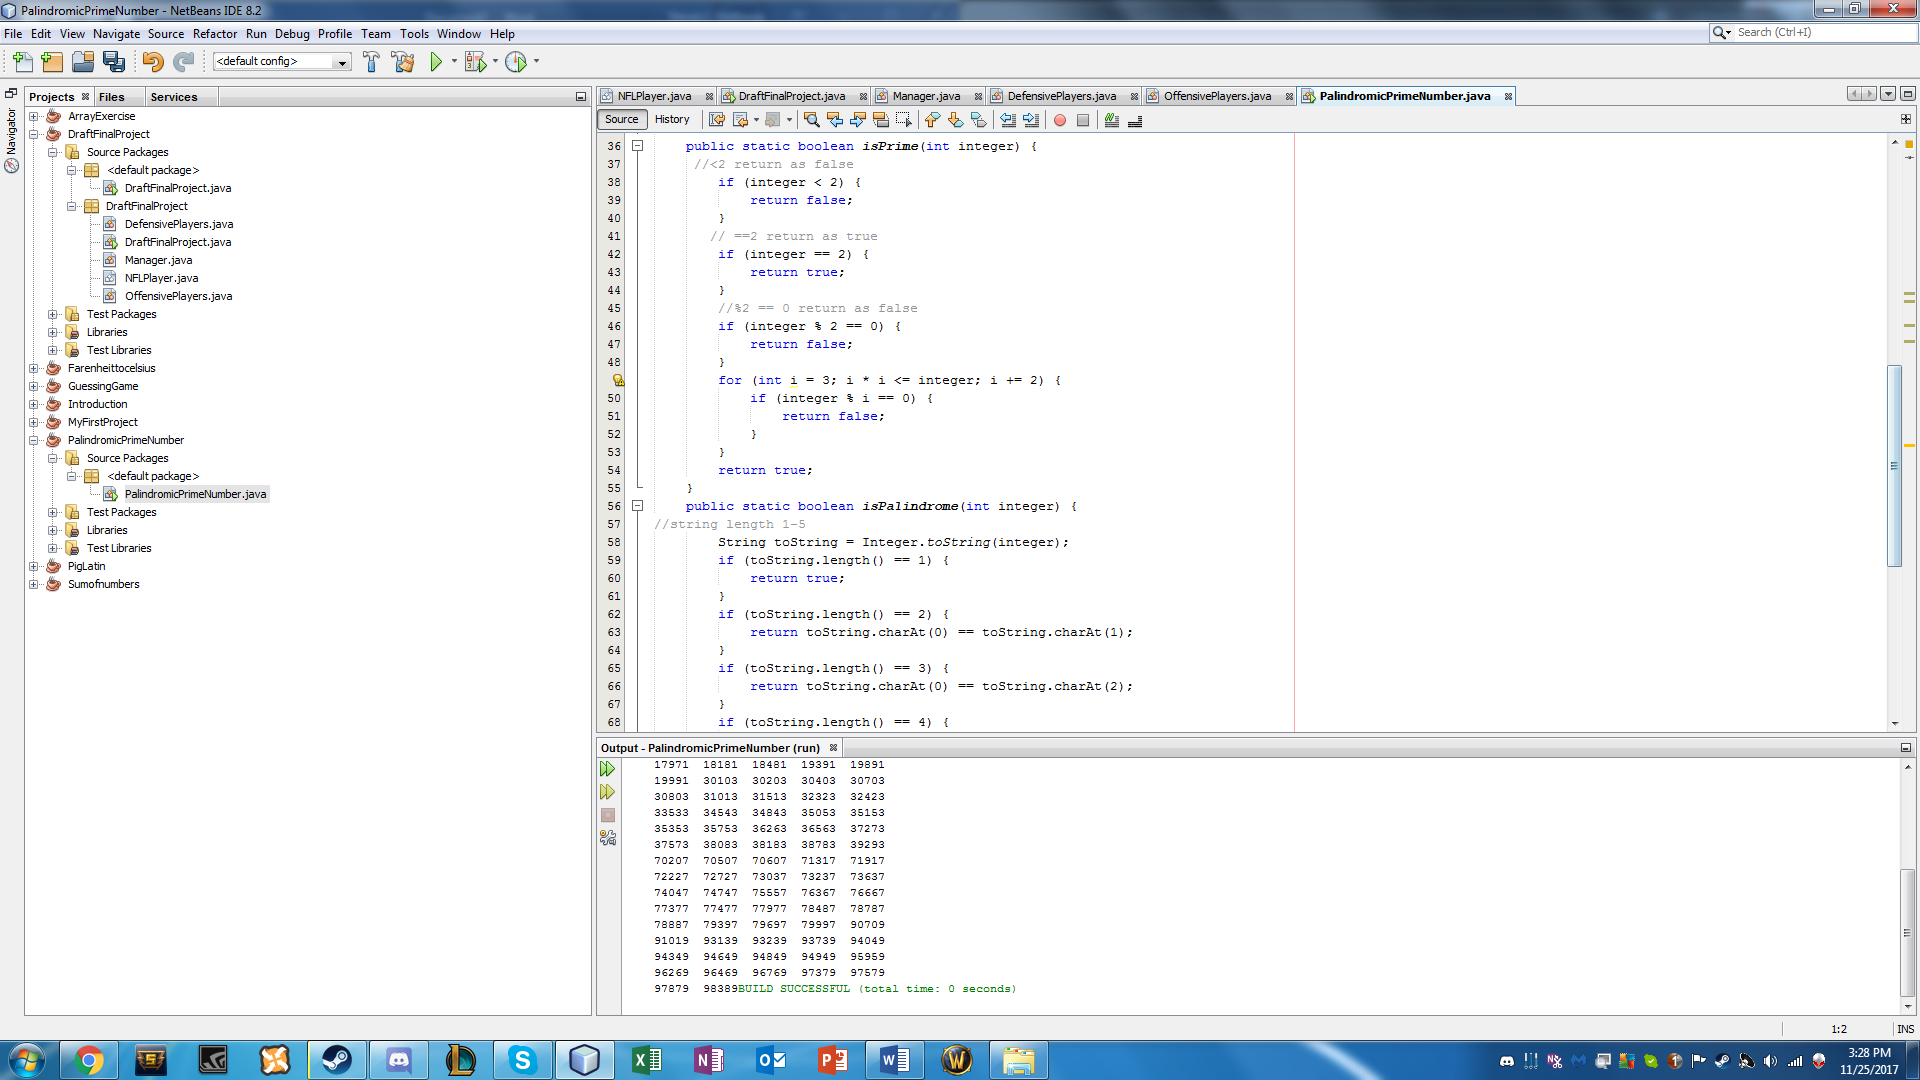 PalindromicPrimeNumber - NetBeans IDE 8.2
File Edit View Navigate Source Refactor Run Debug Profile Team Tools Window Help
Search (Ctrl+I)
<default config>
Projects Files Services
Navigator
ArrayExercise
DraftFinalProject
Source Packages
<default package>
DraftFinalProject.java
DraftFinalProject
DefensivePlayers.java
DraftFinalProject.java
Manager.java
NFLPlayer.java
OffensivePlayers.java
Test Packages
Libraries
Test Libraries
Farenheittocelsius
GuessingGame
Introduction
MyFirstProject
PalindromicPrimeNumber
Source Packages
<default package>
PalindromicPrimeNumber.java
Test Packages
Libraries
Test Libraries
PigLatin
Sumofnumbers
NFLPlayer.java DraftFinalProject.java Manager.java DefensivePlayers.java OffensivePlayers.java PalindromicPrimeNumber.java
Source History
36 public static boolean isPrime(int integer) {
37 //<2 return as false
38 if (integer < 2) {
39 return false;
40 }
41 // ==2 return as true
42 if (integer == 2) {
43 return true;
44 }
45 //%2 == 0 return as false
46 if (integer % 2 == 0) {
47 return false;
48 }
for (int i = 3; i * i <= integer; i += 2) {
50 if (integer % i == 0) {
51 return false;
52 }
53 }
54 return true;
55 }
56 public static boolean isPalindrome(int integer) {
57 //string length 1-5
58 String toString = Integer.toString(integer);
59 if (toString.length() == 1) {
60 return true;
61 }
62 if (toString.length() == 2) {
63 return toString.charAt(0) == toString.charAt(1);
64 }
65 if (toString.length() == 3) {
66 return toString.charAt(0) == toString.charAt(2);
67 }
68 if (toString.length() == 4) {
Output - PalindromicPrimeNumber (run)
17971 18181 18481 19391 19891
19991 30103 30203 30403 30703
30803 31013 31513 32323 32423
33533 34543 34843 35053 35153
35353 35753 36263 36563 37273
37573 38083 38183 38783 39293
70207 70507 70607 71317 71917
72227 72727 73037 73237 73637
74047 74747 75557 76367 76667
77377 77477 77977 78487 78787
78887 79397 79697 79997 90709
91019 93139 93239 93739 94049
94349 94649 94849 94949 95959
96269 96469 96769 97379 97579
97879 98389BUILD SUCCESSFUL (total time: 0 seconds)
1:2 INS
3:28 PM
11/25/2017